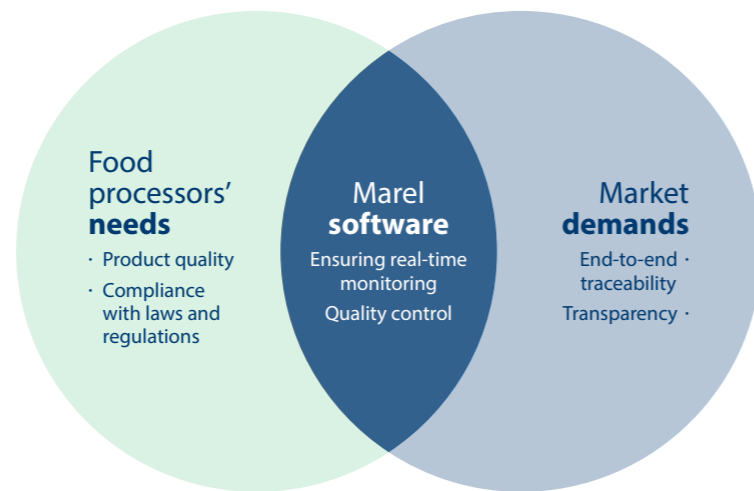 Food
processors’
needs
· Product quality
· Compliance
with laws and
regulations
Marel
software
Ensuring real-time
monitoring
Quality control
Market
demands
End-to-end ·
traceability
Transparency ·